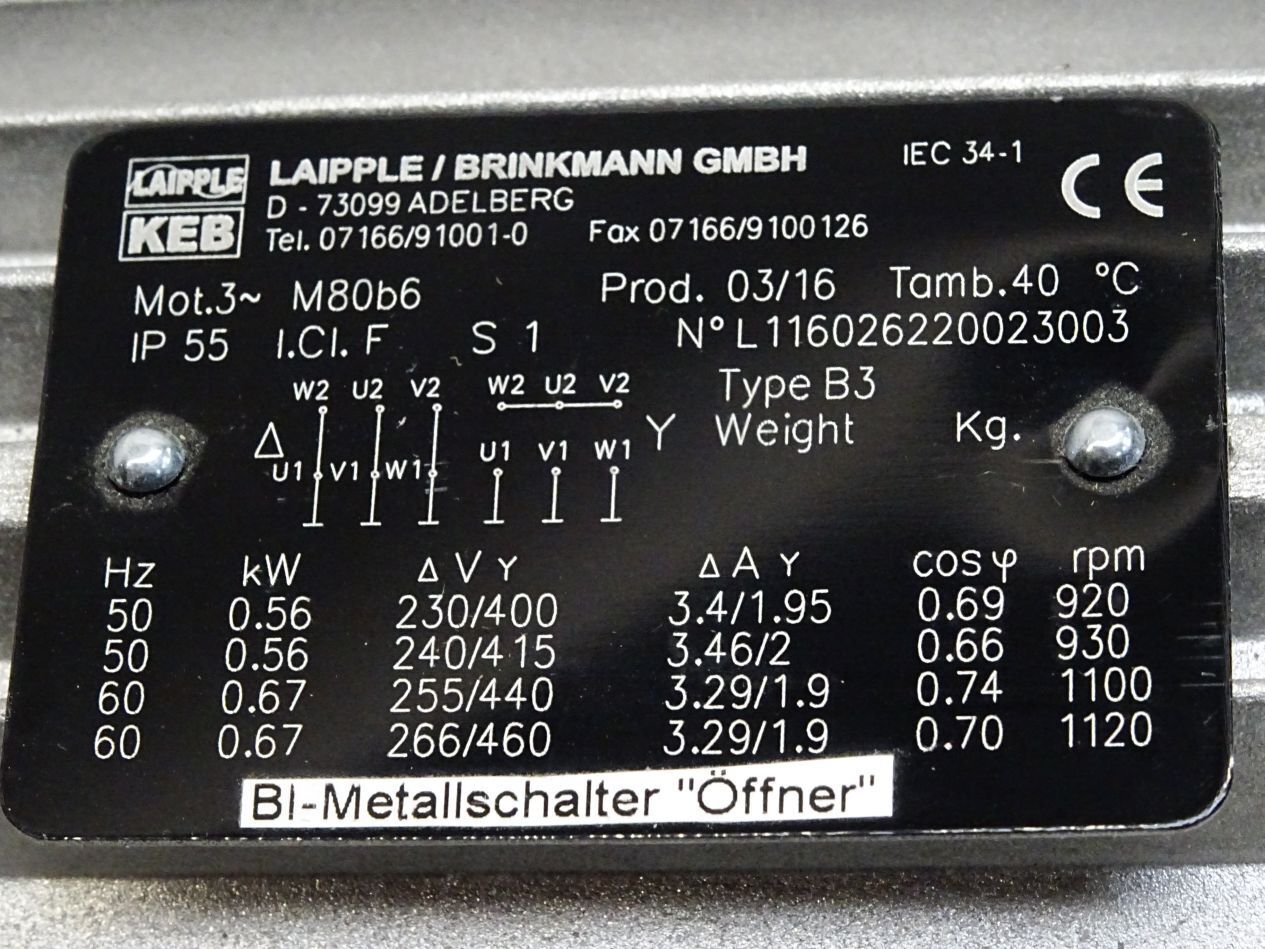 LAIPPLE
KEB
LAIPPLE / BRINKMANN GMBH
IEC 34-1
CE
D - 73099 ADELBERG
Tel. 07166/91001-0 Fax 07166/9100126
Mot.3~ M80b6 Prod. 03/16 Tamb.40 °C
IP 55 I.Cl. F S 1 N° L116026220023003
W2 U2 V2 W2 U2 V2 Type B3
Δ Y Weight Kg.
U1 V1 W1 U1 V1 W1
Hz kW Δ V Y Δ A Y cos φ rpm
50 0.56 230/400 3.4/1.95 0.69 920
50 0.56 240/415 3.46/2 0.66 930
60 0.67 255/440 3.29/1.9 0.74 1100
60 0.67 266/460 3.29/1.9 0.70 1120
BI-Metallschalter "Öffner"